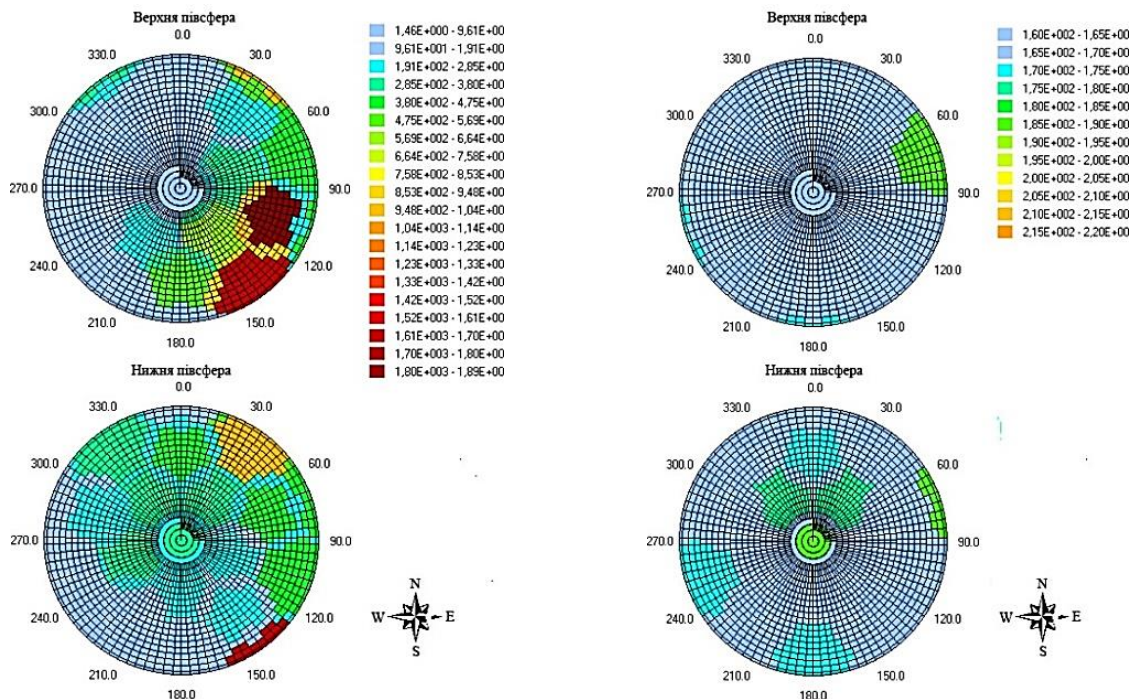 Верхня півсфера
0.0
30.0
60.0
90.0
120.0
150.0
180.0
210.0
240.0
270.0
300.0
330.0
1,46E+000 - 9,61E+00
9,61E+001 - 1,91E+00
1,91E+002 - 2,85E+00
2,85E+002 - 3,80E+00
3,80E+002 - 4,75E+00
4,75E+002 - 5,69E+00
5,69E+002 - 6,64E+00
6,64E+002 - 7,58E+00
7,58E+002 - 8,53E+00
8,53E+002 - 9,48E+00
9,48E+002 - 1,04E+00
1,04E+003 - 1,14E+00
1,14E+003 - 1,23E+00
1,23E+003 - 1,33E+00
1,33E+003 - 1,42E+00
1,42E+003 - 1,52E+00
1,52E+003 - 1,61E+00
1,61E+003 - 1,70E+00
1,70E+003 - 1,80E+00
1,80E+003 - 1,89E+00
Нижня півсфера
0.0
30.0
60.0
90.0
120.0
150.0
180.0
210.0
240.0
270.0
300.0
330.0
N
W
E
S
Верхня півсфера
0.0
30.0
60.0
90.0
120.0
150.0
180.0
210.0
240.0
270.0
300.0
330.0
1,60E+002 - 1,65E+00
1,65E+002 - 1,70E+00
1,70E+002 - 1,75E+00
1,75E+002 - 1,80E+00
1,80E+002 - 1,85E+00
1,85E+002 - 1,90E+00
1,90E+002 - 1,95E+00
1,95E+002 - 2,00E+00
2,00E+002 - 2,05E+00
2,05E+002 - 2,10E+00
2,10E+002 - 2,15E+00
2,15E+002 - 2,20E+00
Нижня півсфера
0.0
30.0
60.0
90.0
120.0
150.0
180.0
210.0
240.0
270.0
300.0
330.0
N
W
E
S